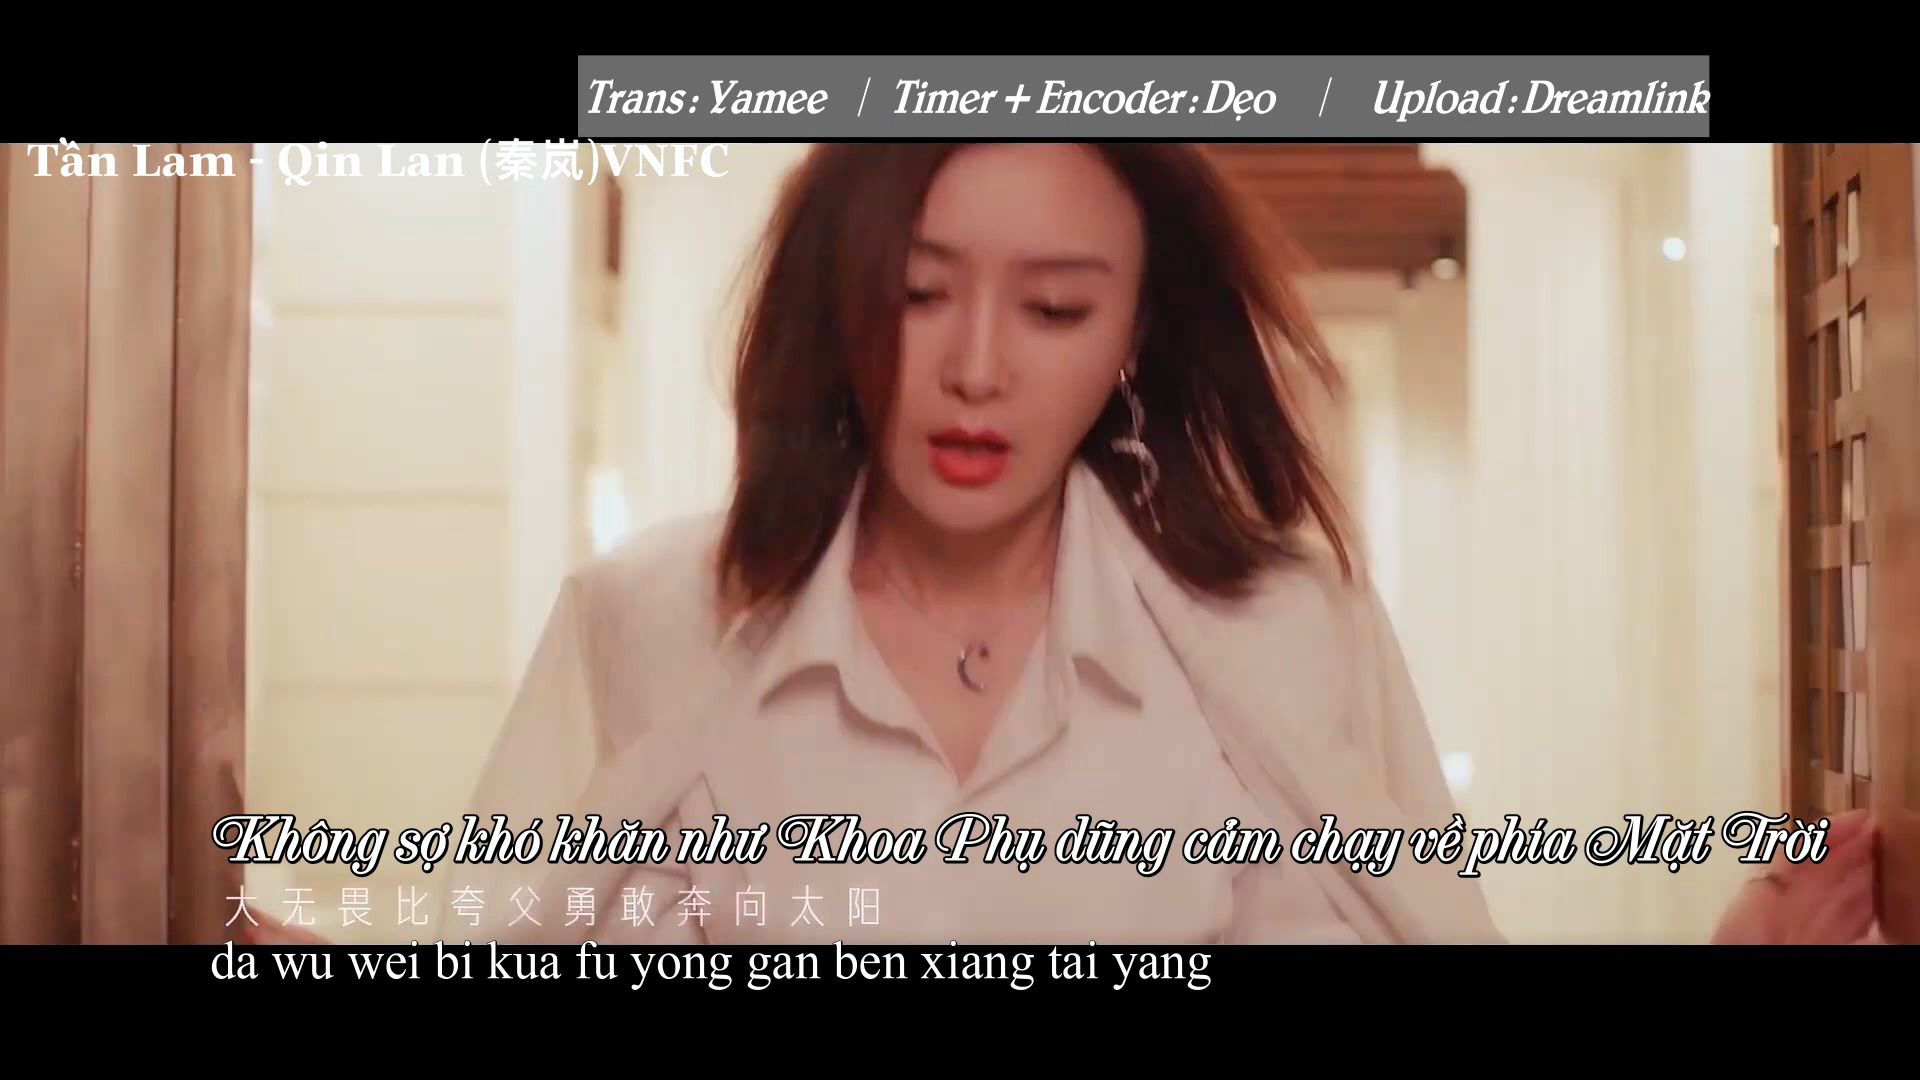 Trans: Yamee / Timer + Encoder: Dẹo / Upload: Dreamlink
Tần Lam - Qin Lan (秦岚)VNFC
Không sợ khó khăn như Khoa Phụ dũng cảm chạy về phía Mặt Trời
大无畏比夸父勇敢奔向太阳
da wu wei bi kua fu yong gan ben xiang tai yang